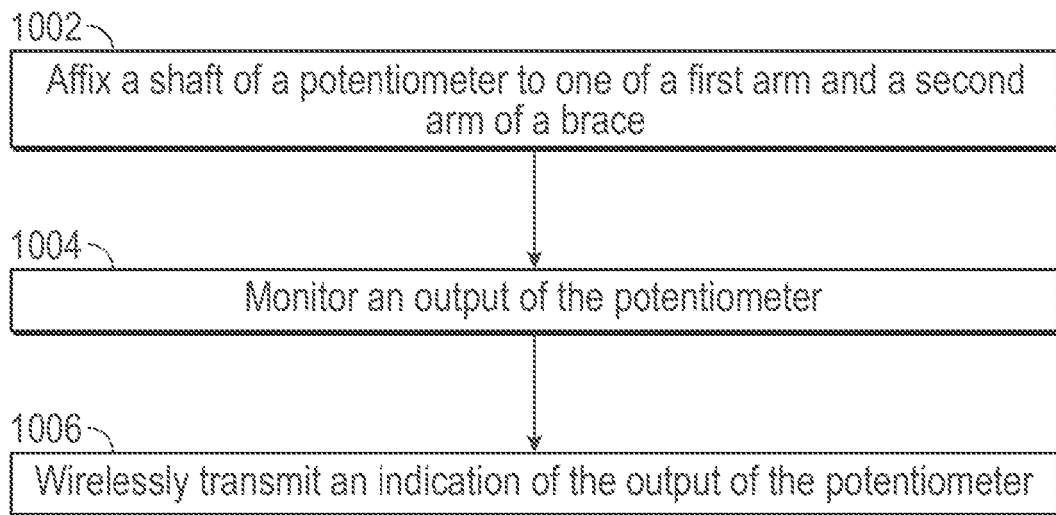 1002
Affix a shaft of a potentiometer to one of a first arm and a second
arm of a brace
1004
Monitor an output of the potentiometer
1006
Wirelessly transmit an indication of the output of the potentiometer